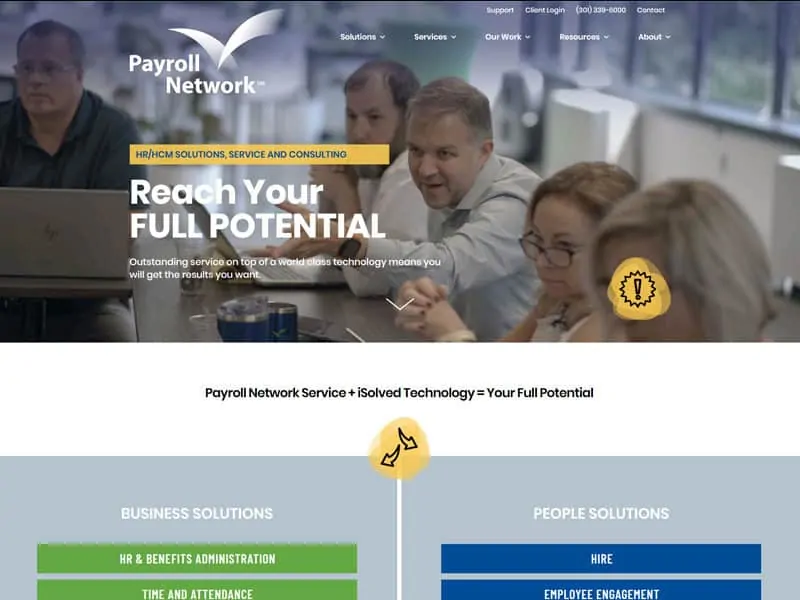 Support Client Login (301) 339-6000 Contact
Payroll
Network
Solutions Services Our Work Resources About
HR/HCM SOLUTIONS, SERVICE AND CONSULTING
Reach Your
FULL POTENTIAL
Outstanding service on top of a world class technology means you
will get the results you want.
Payroll Network Service + iSolved Technology = Your Full Potential
BUSINESS SOLUTIONS
HR & BENEFITS ADMINISTRATION
TIME AND ATTENDANCE
PEOPLE SOLUTIONS
HIRE
EMPLOYEE ENGAGEMENT